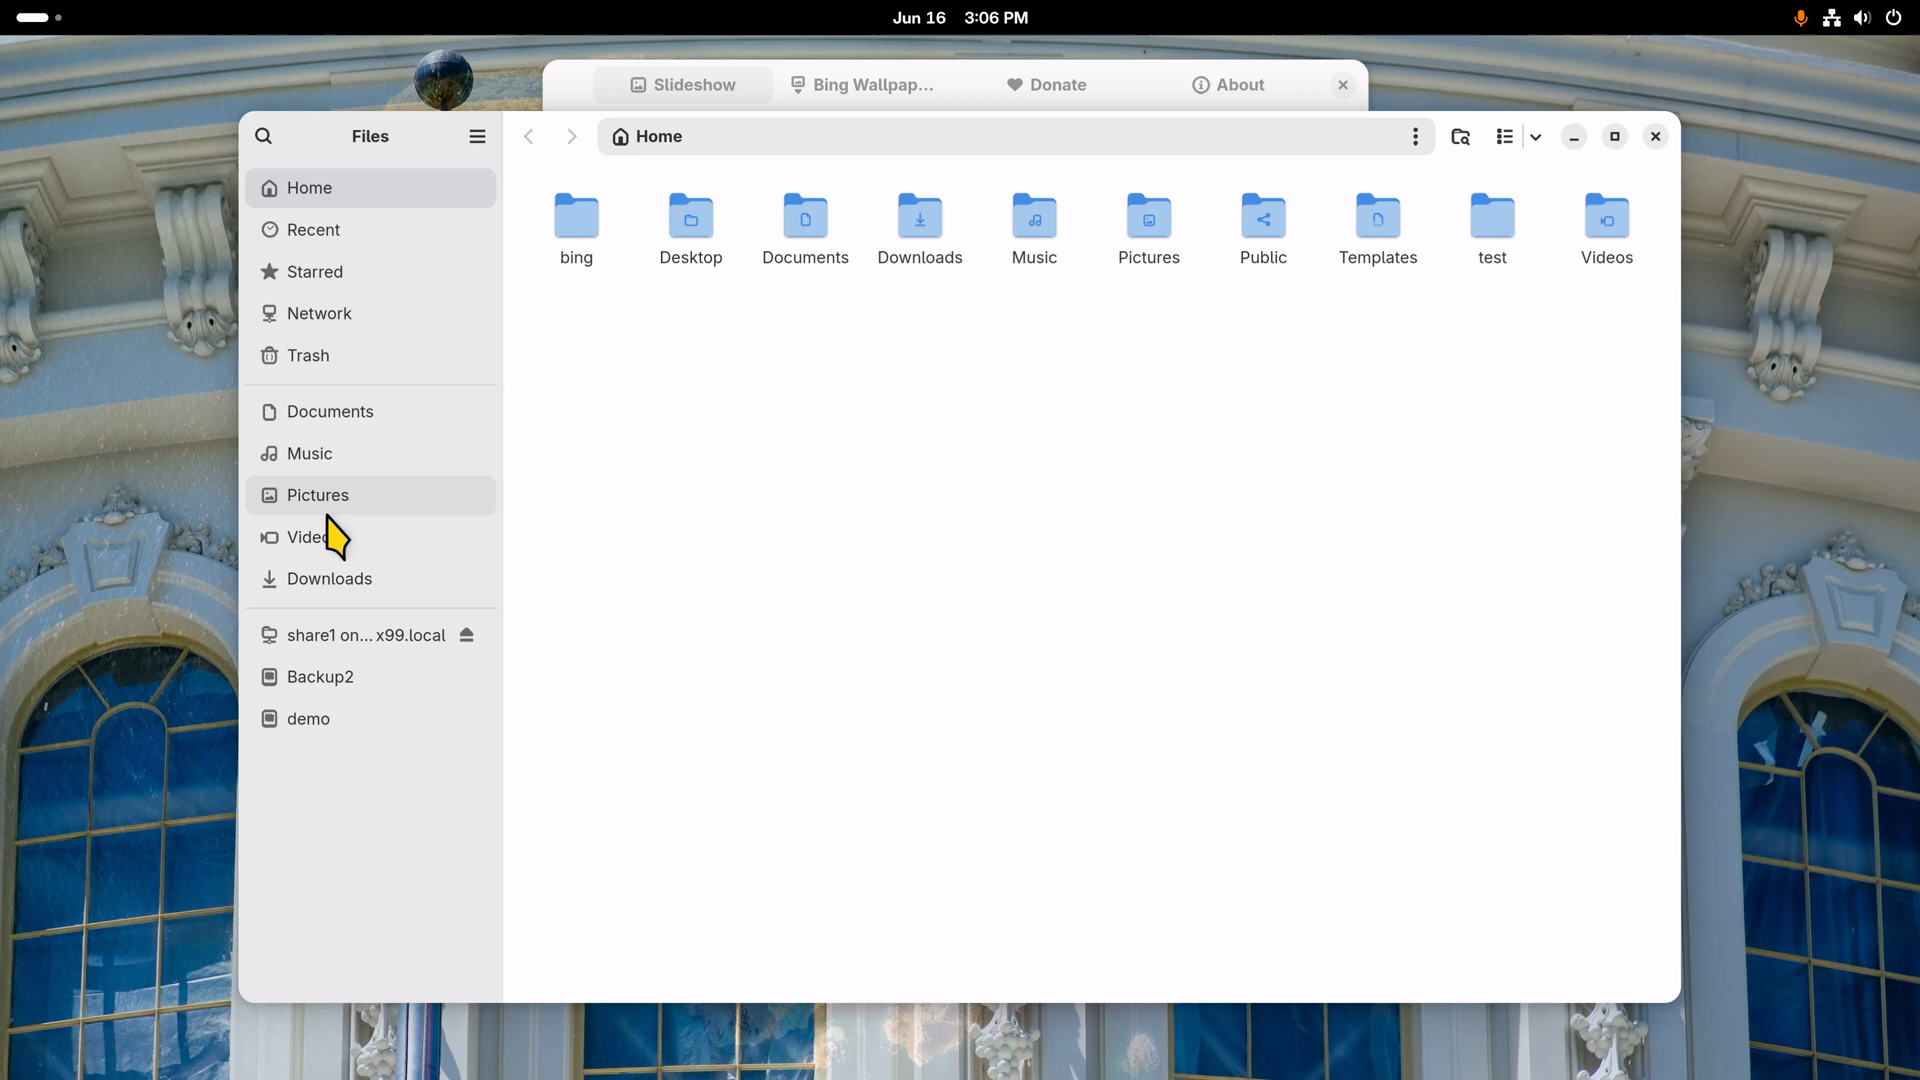 Jun 16 3:06 PM
Slideshow
Bing Wallpap...
Donate
About
Files
Home
Home
Recent
Starred
Network
Trash
Documents
Music
Pictures
Downloads
share1 on... x99.local
Backup2
demo
bing
Desktop
Documents
Downloads
Music
Pictures
Public
Templates
test
Videos